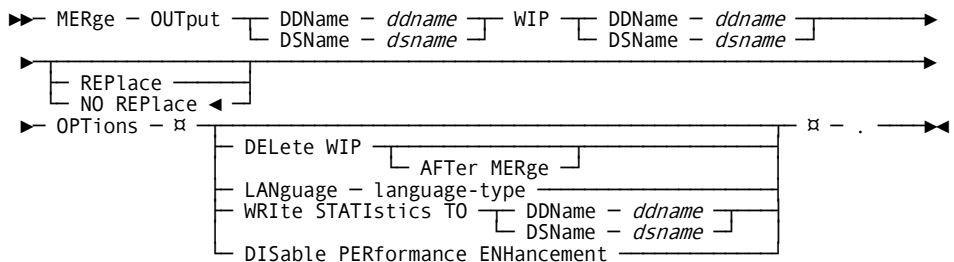 ►►─ MERge ─ OUTput ─┬─ DDName ─ ddname ─┬─ WIP ─┬─ DDName ─ ddname ─┬─►
└─ DSName ─ dsname ─┘ └─ DSName ─ dsname ─┘
►─┬──────────────┬─►
├─ REPlace ────┤
└─ NO REPlace ◄ ┘
►─ OPTions ─ ¤ ─┬──────────────┬─ ¤ ─ . ─►◄
├─ DELete WIP ─┬──────────────┬─┤
└─ AFTer MERge ┘
├─ LANguage ─ language-type ─┤
├─ WRIte STATIstics TO ─┬─ DDName ─ ddname ─┬─┤
└─ DSName ─ dsname ─┘
└─ DISable PERformance ENHancement ─┘